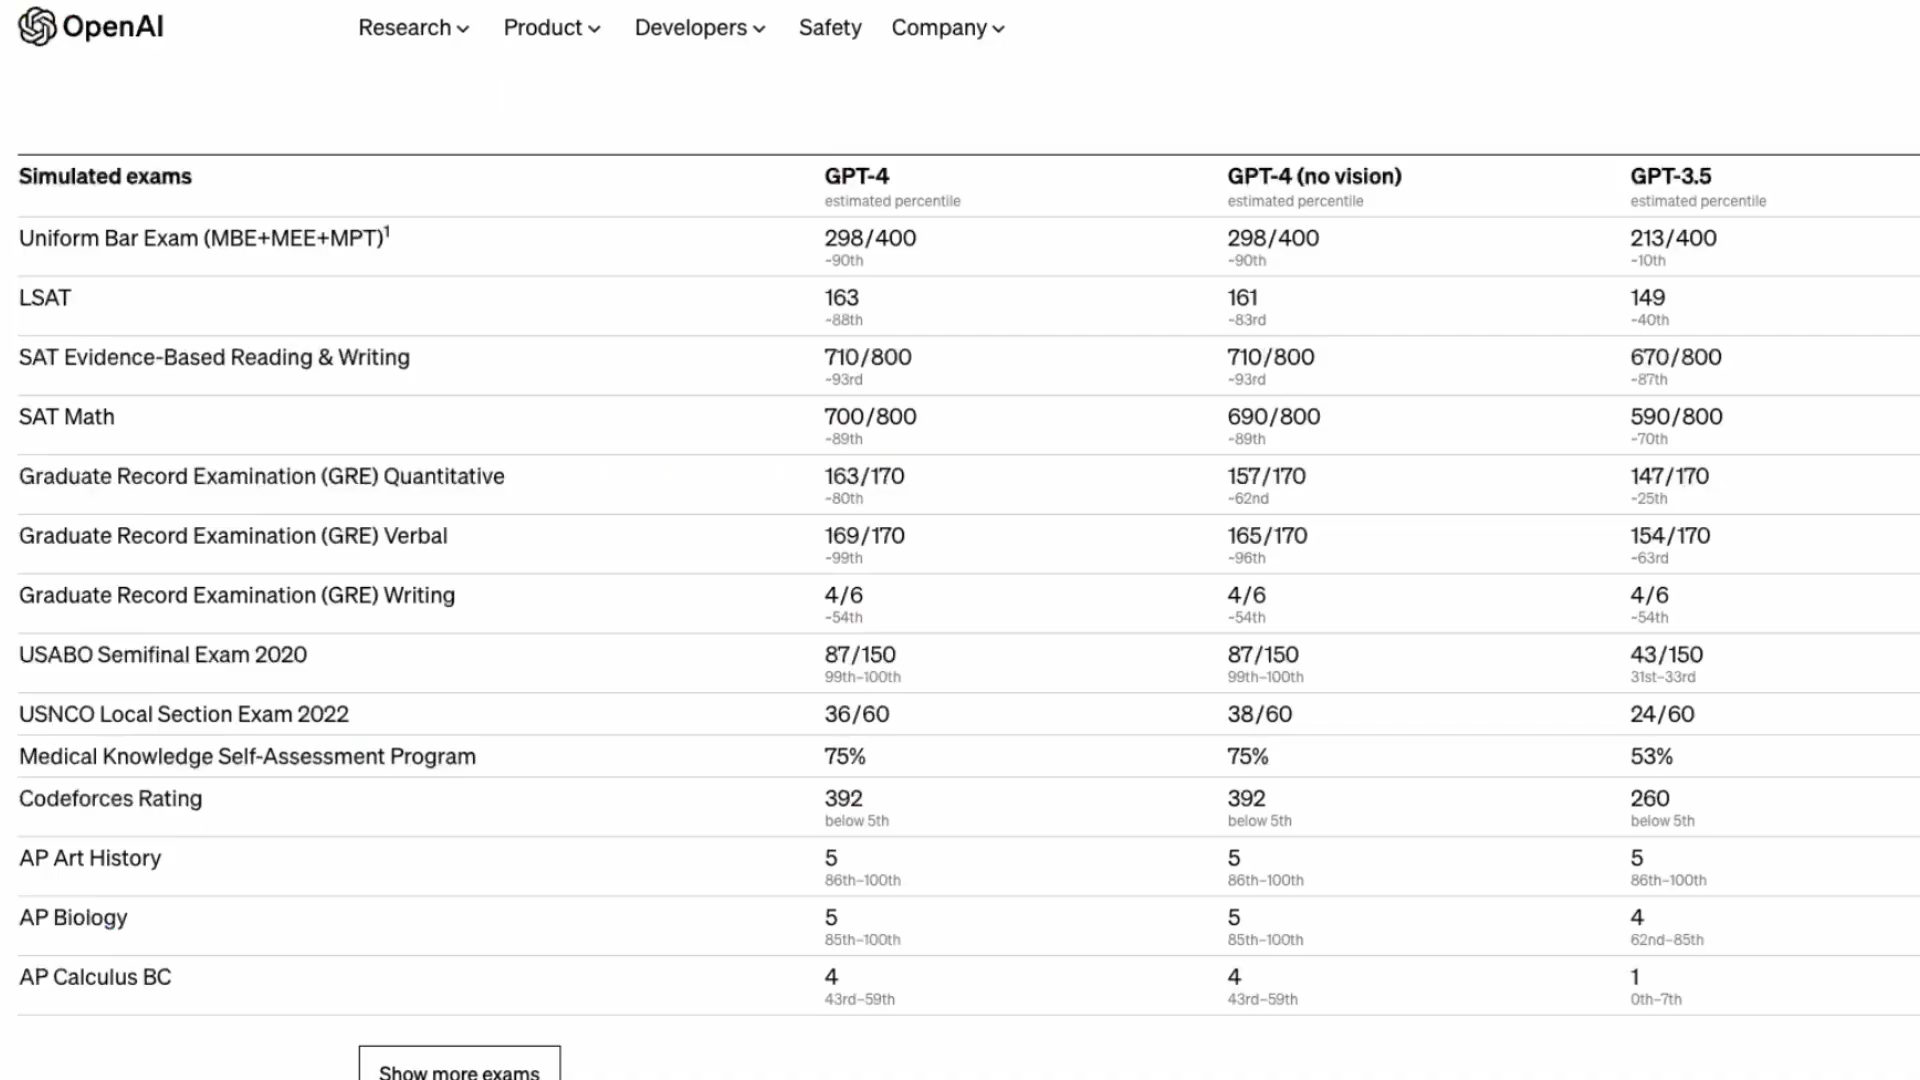 OpenAI
Research Product Developers Safety Company
Simulated exams GPT-4 GPT-4 (no vision) GPT-3.5
estimated percentile estimated percentile estimated percentile
Uniform Bar Exam (MBE+MEE+MPT)¹ 298/400 298/400 213/400
~90th ~90th ~10th
LSAT 163 161 149
~88th ~83rd ~40th
SAT Evidence-Based Reading & Writing 710/800 710/800 670/800
~93rd ~93rd ~87th
SAT Math 700/800 690/800 590/800
~89th ~89th ~70th
Graduate Record Examination (GRE) Quantitative 163/170 157/170 147/170
~80th ~62nd ~25th
Graduate Record Examination (GRE) Verbal 169/170 165/170 154/170
~99th ~96th ~63rd
Graduate Record Examination (GRE) Writing 4/6 4/6 4/6
~54th ~54th ~54th
USABO Semifinal Exam 2020 87/150 87/150 43/150
99th–100th 99th–100th 31st–33rd
USNCO Local Section Exam 2022 36/60 38/60 24/60
Medical Knowledge Self-Assessment Program 75% 75% 53%
Codeforces Rating 392 392 260
below 5th below 5th below 5th
AP Art History 5 5 5
86th–100th 86th–100th 86th–100th
AP Biology 5 5 4
85th–100th 85th–100th 62nd–85th
AP Calculus BC 4 4 1
43rd–59th 43rd–59th 0th–7th
Show more exams